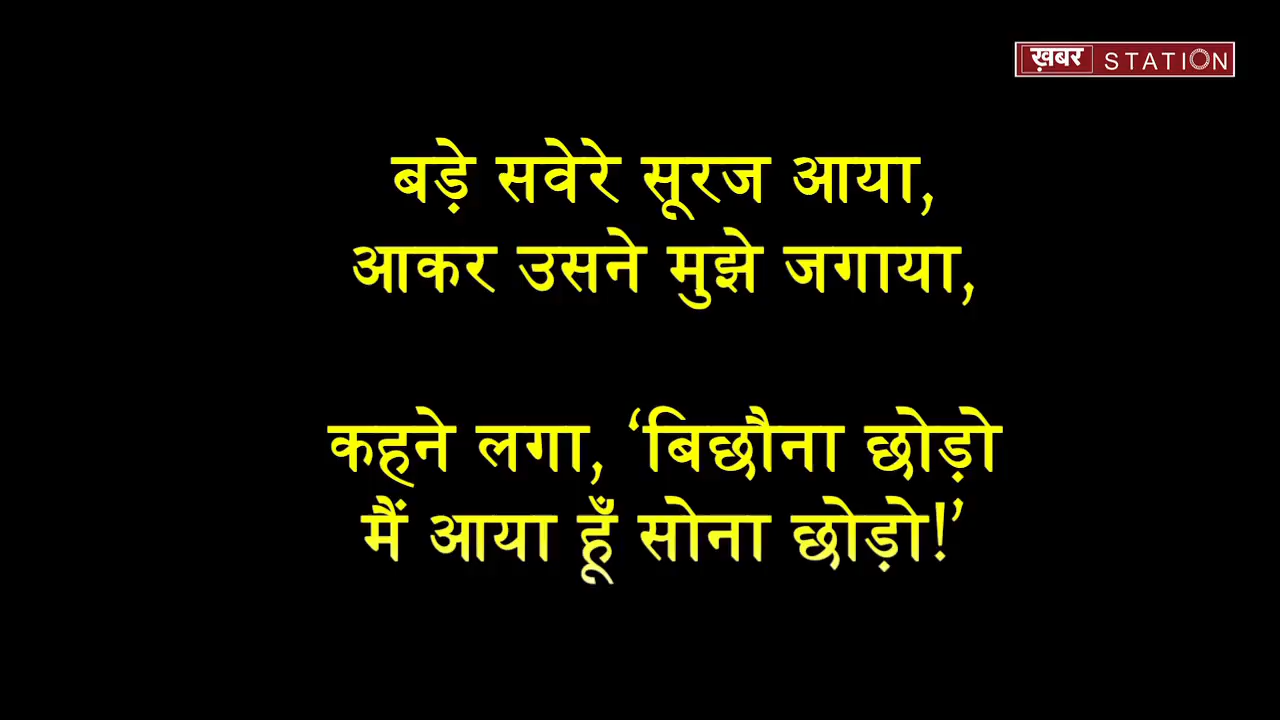 ख़बर STATION
बड़े सवेरे सूरज आया,
आकर उसने मुझे जगाया,
कहने लगा, ‘बिछौना छोड़ो
मैं आया हूँ सोना छोड़ो!’